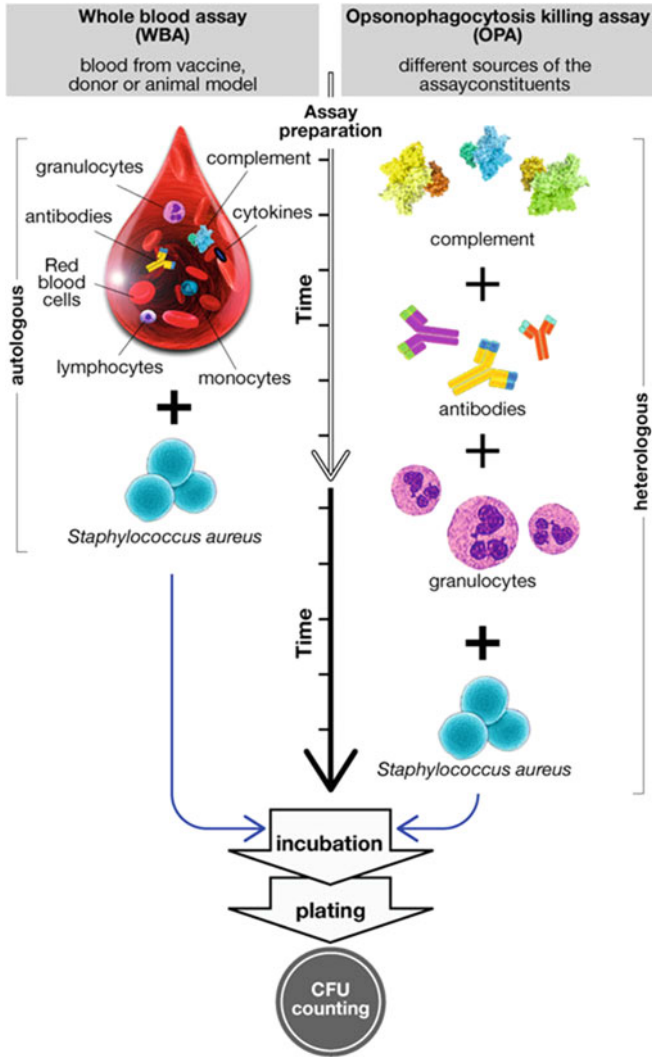 Whole blood assay
(WBA)
blood from vaccine,
donor or animal model
Opsonophagocytosis killing assay
(OPA)
different sources of the
assayconstituents
Assay
preparation
autologous
granulocytes
complement
antibodies
cytokines
Red
blood
cells
lymphocytes
monocytes
+
Staphylococcus aureus
Time
Time
complement
+
antibodies
+
granulocytes
+
Staphylococcus aureus
heterologous
incubation
plating
CFU
counting